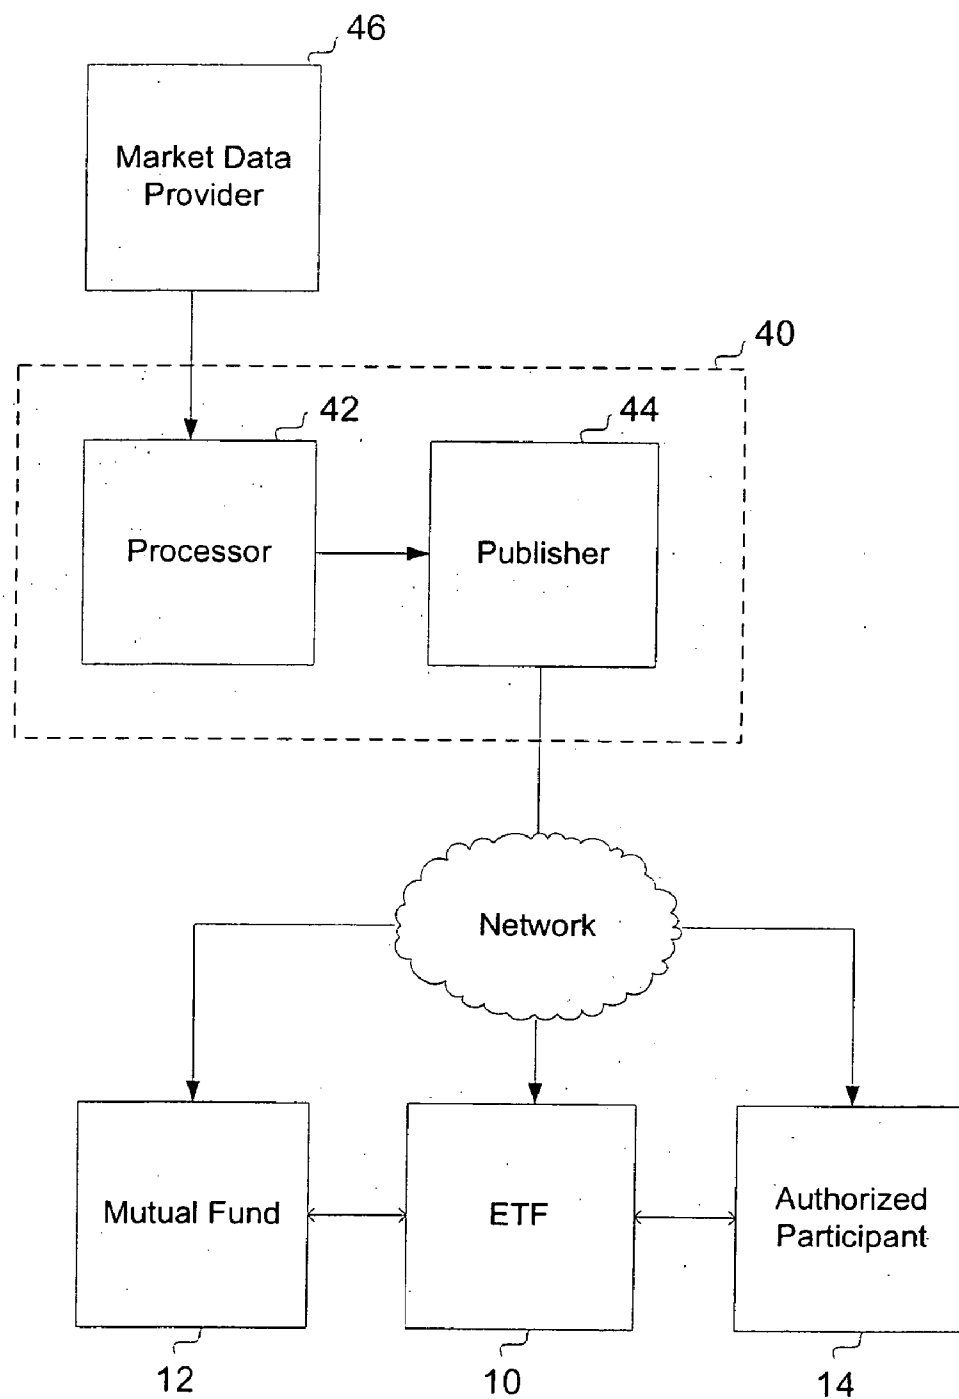 46
Market Data
Provider
40
42
44
Processor
Publisher
Network
Mutual Fund
ETF
Authorized
Participant
12
10
14